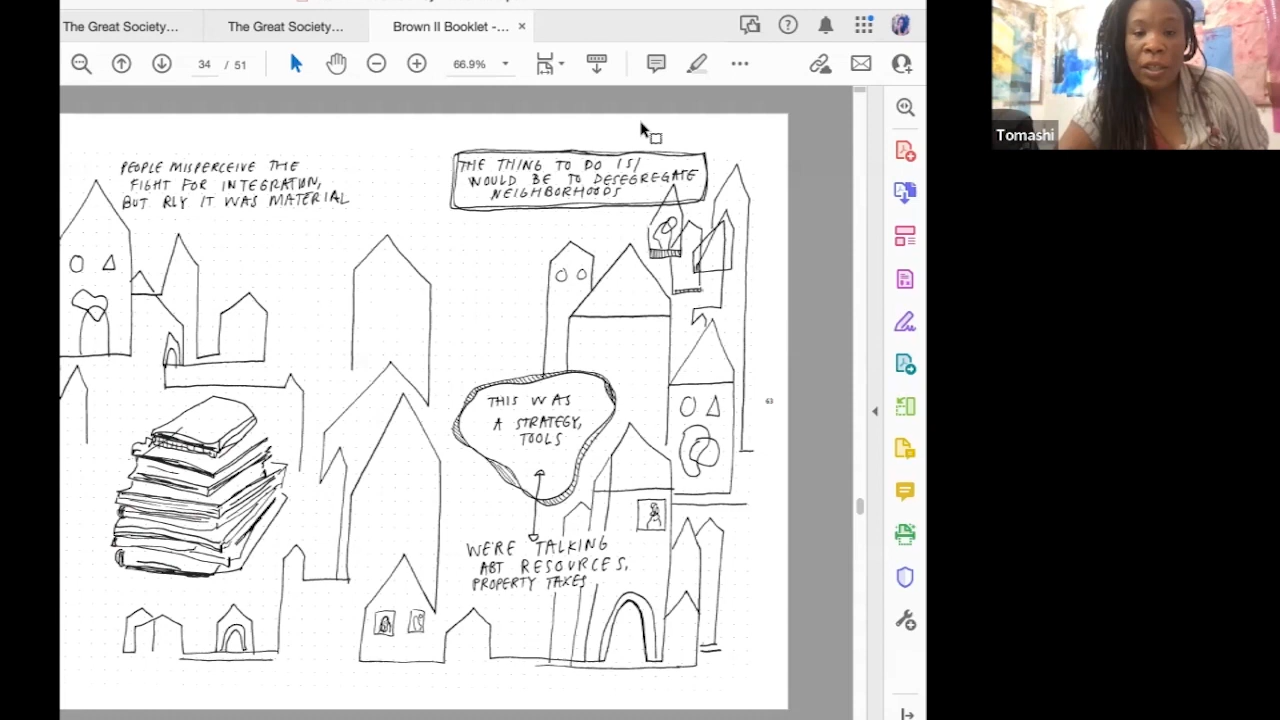 The Great Society...
The Great Society...
Brown II Booklet -... ×
34 / 51
66.9%
Tomashi
PEOPLE MISPERCEIVE THE
FIGHT FOR INTEGRATION,
BUT RLY IT WAS MATERIAL
THE THING TO DO IS/
WOULD BE TO DESEGREGATE
NEIGHBORHOODS
THIS WAS
A STRATEGY,
TOOLS
63
WE'RE TALKING
ABT RESOURCES,
PROPERTY TAXES